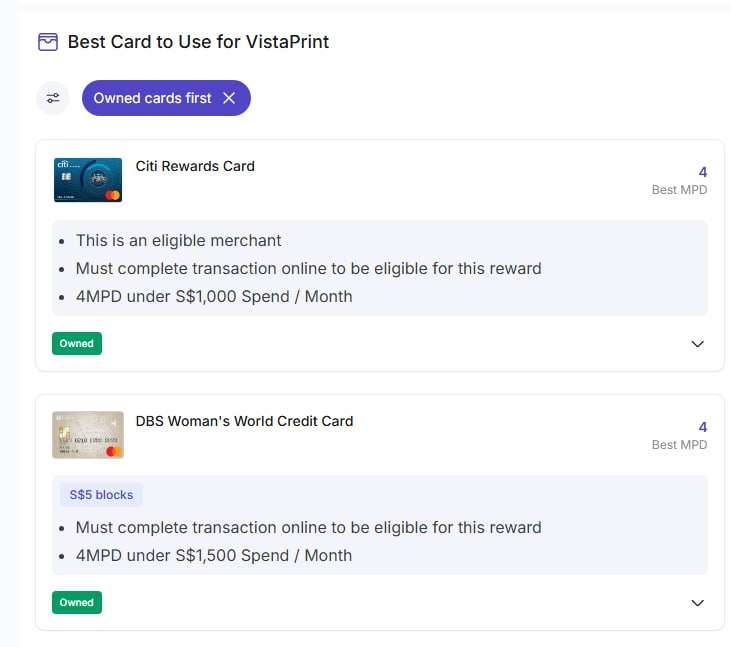 Best Card to Use for VistaPrint
Owned cards first
citi
Citi Rewards Card
4
Best MPD
This is an eligible merchant
Must complete transaction online to be eligible for this reward
4MPD under S$1,000 Spend / Month
Owned
DBS Woman's World Credit Card
4
Best MPD
S$5 blocks
Must complete transaction online to be eligible for this reward
4MPD under S$1,500 Spend / Month
Owned